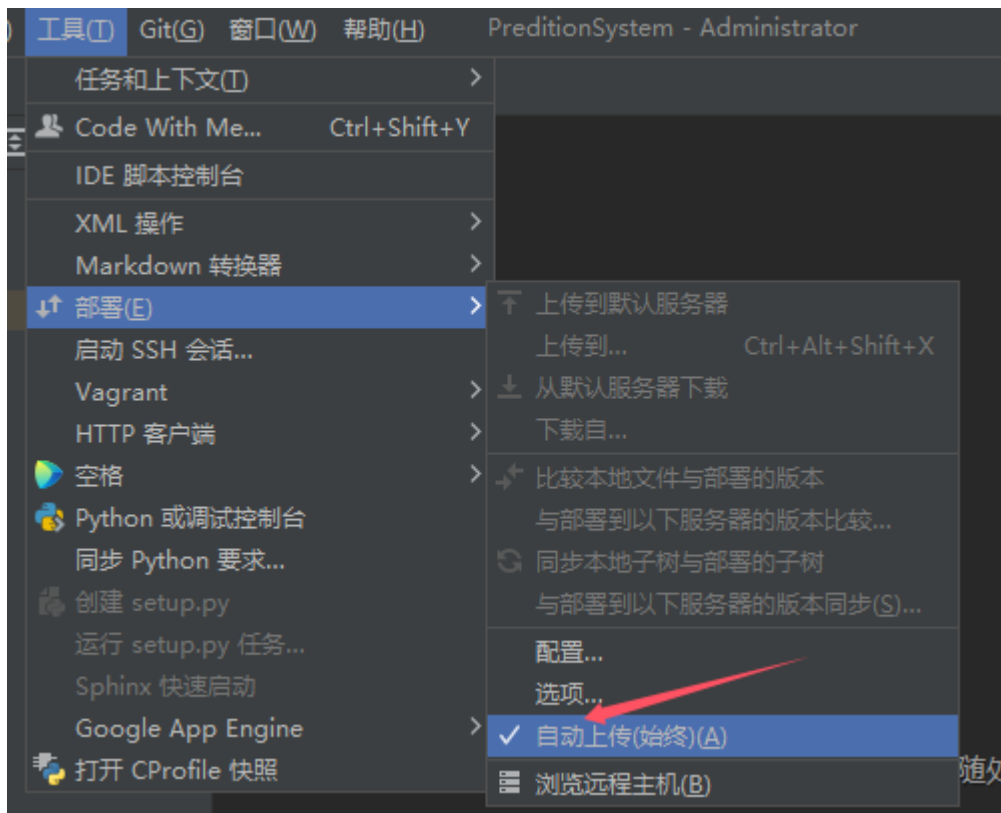 工具(T) Git(G) 窗口(W) 帮助(H) PreditionSystem - Administrator
任务和上下文(T)
Code With Me... Ctrl+Shift+Y
IDE 脚本控制台
XML 操作
Markdown 转换器
部署(E)
启动 SSH 会话...
Vagrant
HTTP 客户端
空格
Python 或调试控制台
同步 Python 要求...
创建 setup.py
运行 setup.py 任务...
Sphinx 快速启动
Google App Engine
打开 CProfile 快照
上传到默认服务器
上传到... Ctrl+Alt+Shift+X
从默认服务器下载
下载自...
比较本地文件与部署的版本
与部署到以下服务器的版本比较...
同步本地子树与部署的子树
与部署到以下服务器的版本同步(S)...
配置...
选项...
自动上传(始终)(A)
浏览远程主机(B)
随处